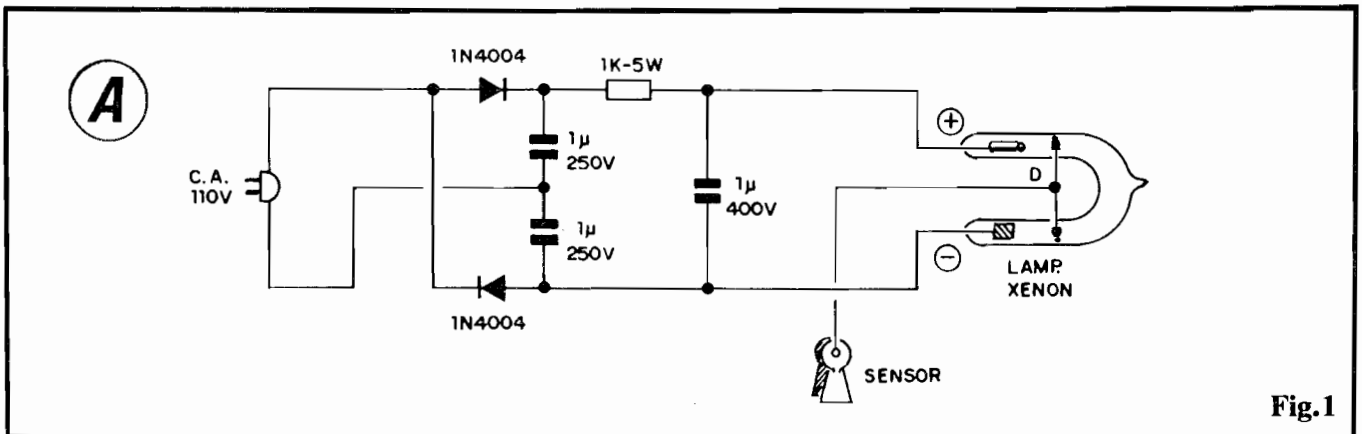 A
1N4004
1K-5W
1µ
250V
C.A.
110V
1µ
250V
1µ
400V
1N4004
+
D
−
LAMP.
XENON
SENSOR
Fig.1